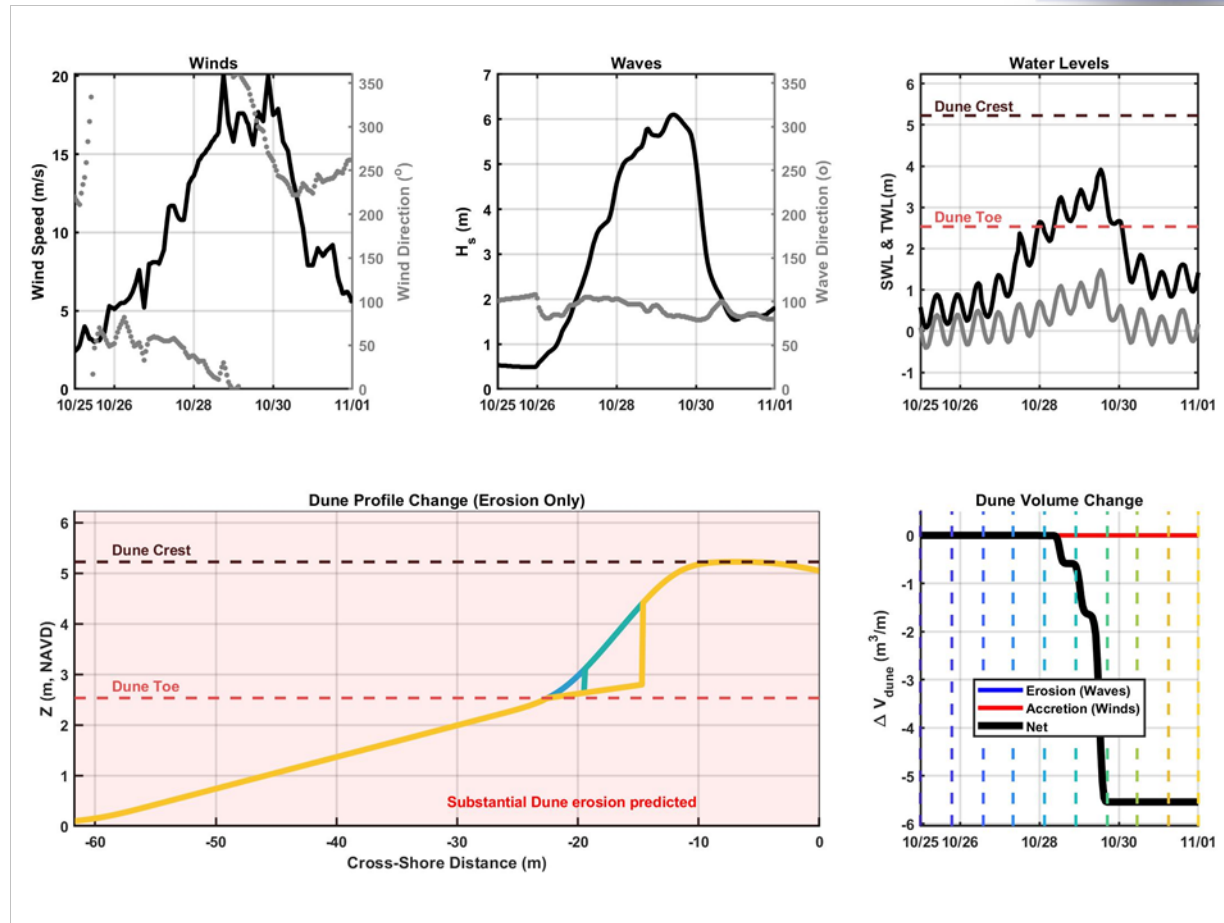 Winds
20
15
10
5
0
Wind Speed (m/s)
350
300
250
200
150
100
50
0
Wind Direction (°)
10/25 10/26 10/28 10/30 11/01
Waves
7
6
5
4
3
2
1
0
H_s (m)
350
300
250
200
150
100
50
0
Wave Direction (o)
10/25 10/26 10/28 10/30 11/01
Water Levels
6
5
4
3
2
1
0
-1
SWL & TWL(m)
Dune Crest
Dune Toe
10/25 10/26 10/28 10/30 11/01
Dune Profile Change (Erosion Only)
6
5
4
3
2
1
0
Z (m, NAVD)
Dune Crest
Dune Toe
Substantial Dune erosion predicted
-60 -50 -40 -30 -20 -10 0
Cross-Shore Distance (m)
Dune Volume Change
0
-1
-2
-3
-4
-5
-6
Δ V_dune (m³/m)
Erosion (Waves)
Accretion (Winds)
Net
10/25 10/26 10/28 10/30 11/01